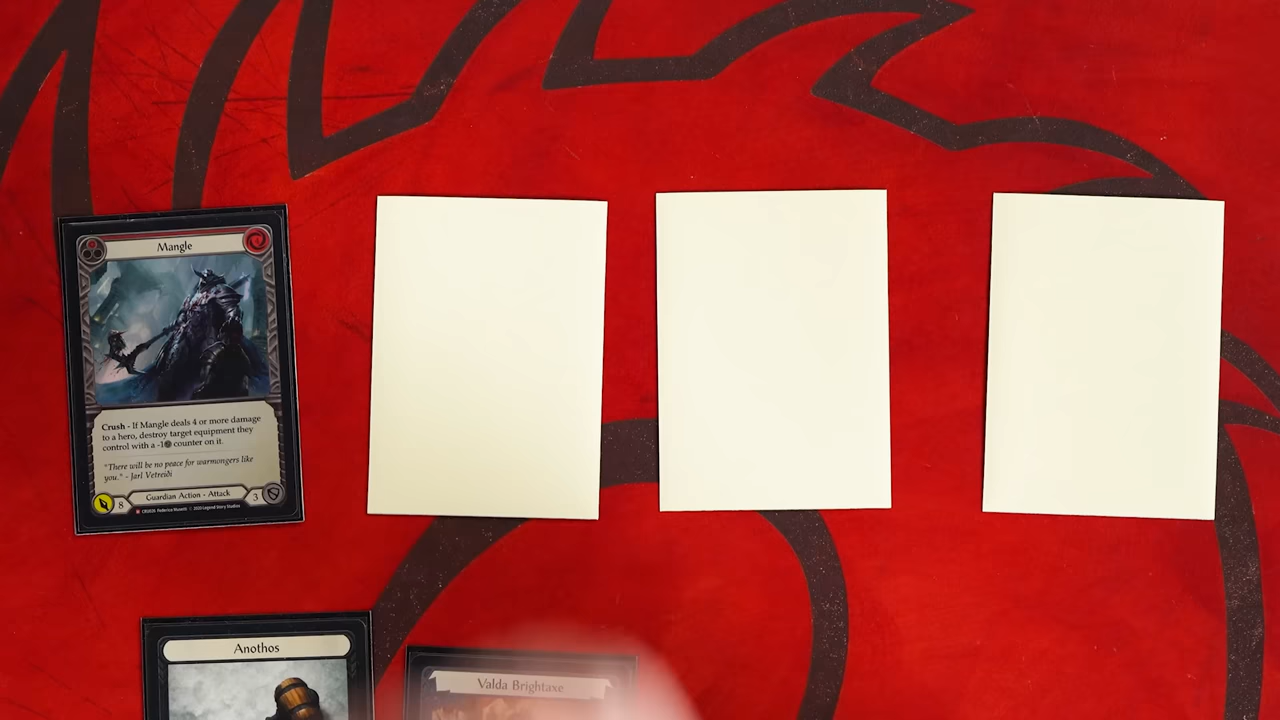 Mangle
Crush - If Mangle deals 4 or more damage
to a hero, destroy target equipment they
control with a -1 counter on it.
"There will be no peace for warmongers like
you." - Jarl Vetreiði
8
Guardian Action - Attack
3
Anothos
Valda Brightaxe